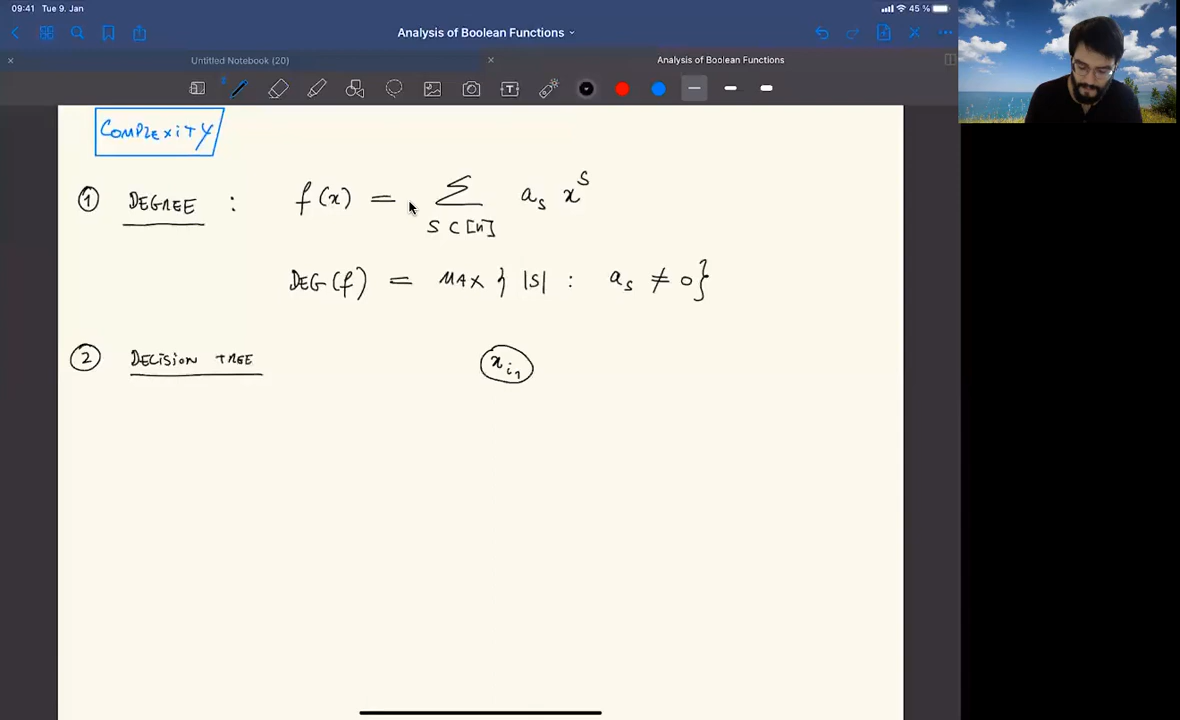 09:41 Tue 9. Jan
45 %
Analysis of Boolean Functions
Untitled Notebook (20)
Analysis of Boolean Functions
COMPLEXITY
① DEGREE : f(x) = Σ a_S x^S
S ⊂ [n]
DEG(f) = MAX { |S| : a_S ≠ 0}
② DECISION TREE x_{i_1}